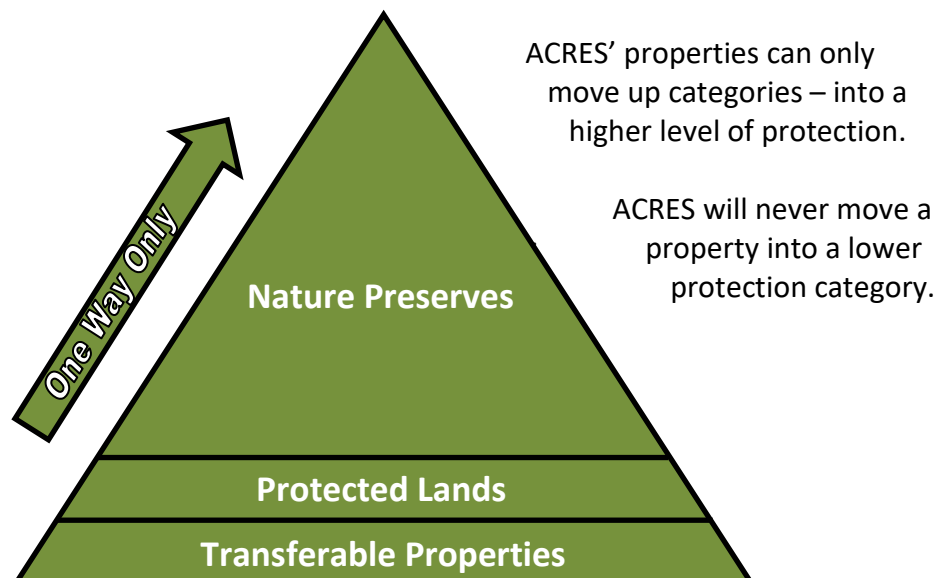 ACRES’ properties can only
move up categories – into a
higher level of protection.
ACRES will never move a
property into a lower
protection category.
One Way Only
Nature Preserves
Protected Lands
Transferable Properties